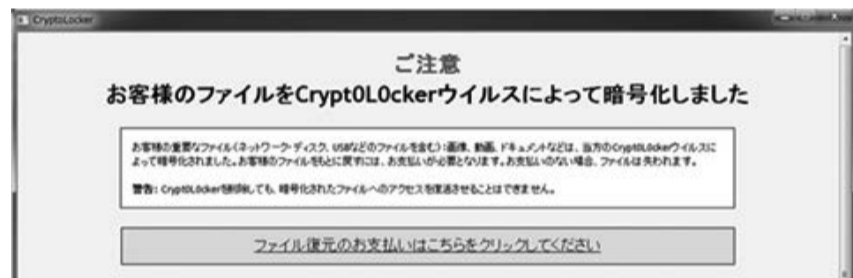 CryptoLocker
ご注意
お客様のファイルをCrypt0L0ckerウイルスによって暗号化しました
お客様の重要なファイル(ネットワーク・ディスク、USBなどのファイルを含む):画像、動画、ドキュメントなどは、当方のCrypt0L0ckerウイルスに
よって暗号化されました。お客様のファイルをもとに戻すには、お支払いが必要となります。お支払いのない場合、ファイルは失われます。
警告: Crypt0L0ckerを削除しても、暗号化されたファイルへのアクセスを復活させることはできません。
ファイル復元のお支払いはこちらをクリックしてください